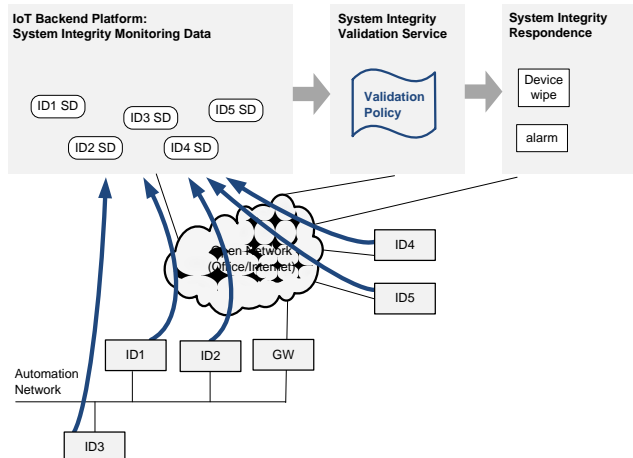 IoT Backend Platform:
System Integrity Monitoring Data
System Integrity
Validation Service
System Integrity
Respondence
ID1 SD
ID3 SD
ID5 SD
ID2 SD
ID4 SD
Validation
Policy
Device
wipe
alarm
Open Network
(Office/Internet)
ID4
ID5
ID1
ID2
GW
Automation
Network
ID3